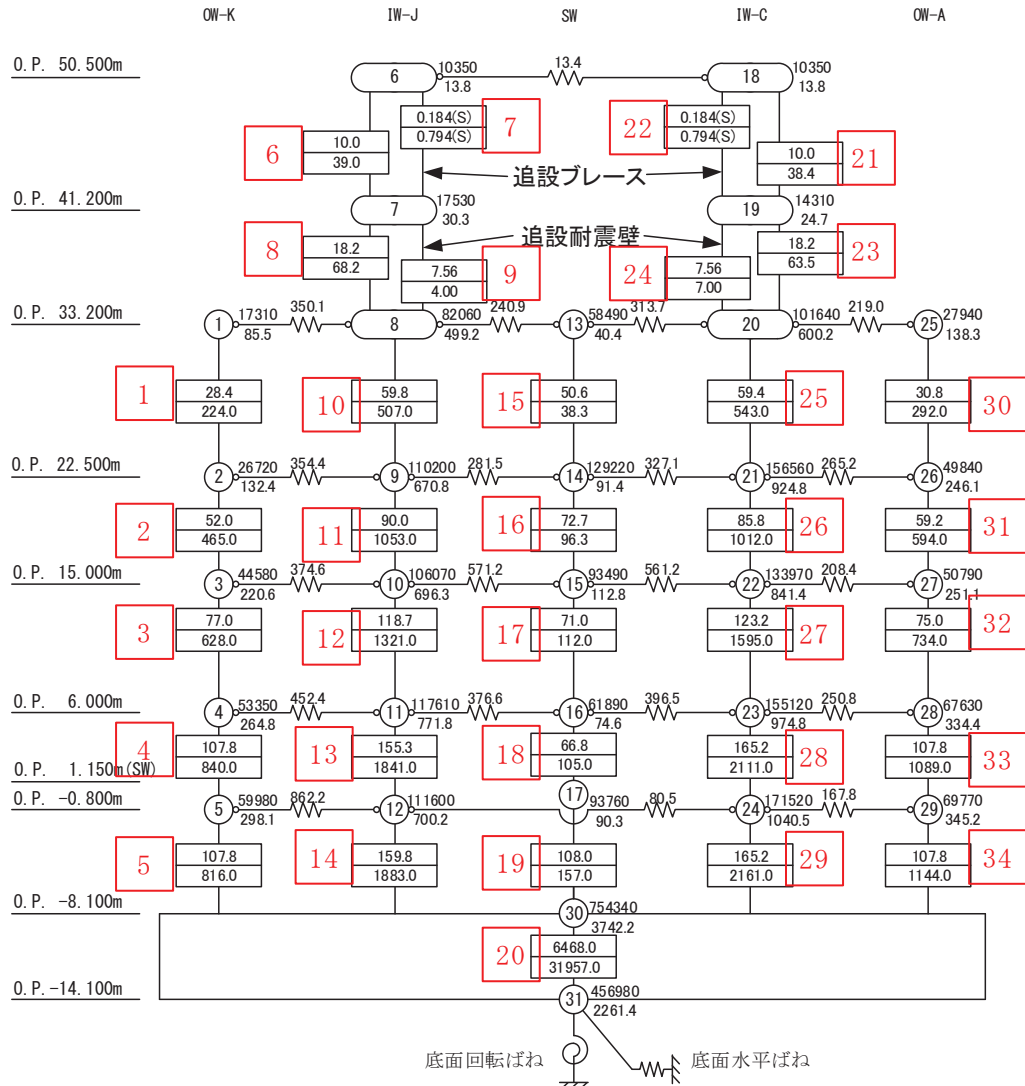 OW-K IW-J SW IW-C OW-A
O.P. 50.500m 6 10350 13.4 18 10350
13.8 13.8
0.184(S) 7 22 0.184(S)
0.794(S) 0.794(S)
6 10.0 10.0 21
39.0 38.4
追設ブレース
O.P. 41.200m 7 17530 19 14310
30.3 24.7
追設耐震壁
8 18.2 18.2 23
68.2 63.5
7.56 9 24 7.56
4.00 7.00
O.P. 33.200m 1 17310 350.1 8 82060 240.9 13 58490 313.7 20 101640 219.0 25 27940
85.5 499.2 40.4 600.2 138.3
1 28.4 10 59.8 15 50.6 59.4 25 30.8 30
224.0 507.0 38.3 543.0 292.0
O.P. 22.500m 2 26720 354.4 9 110200 281.5 14 129220 327.1 21 156560 265.2 26 49840
132.4 670.8 91.4 924.8 246.1
2 52.0 11 90.0 16 72.7 85.8 26 59.2 31
465.0 1053.0 96.3 1012.0 594.0
O.P. 15.000m 3 44580 374.6 10 106070 571.2 15 93490 561.2 22 133970 208.4 27 50790
220.6 696.3 112.8 841.4 251.1
3 77.0 12 118.7 17 71.0 123.2 27 75.0 32
628.0 1321.0 112.0 1595.0 734.0
O.P. 6.000m 4 53350 452.4 11 117610 376.6 16 61890 396.5 23 155120 250.8 28 67630
264.8 771.8 74.6 974.8 334.4
4 107.8 13 155.3 18 66.8 165.2 28 107.8 33
840.0 1841.0 105.0 2111.0 1089.0
O.P. 1.150m(SW) 17
O.P. -0.800m 5 59980 862.2 12 111600 93760 80.5 24 171520 167.8 29 69770
298.1 700.2 90.3 1040.5 345.2
5 107.8 14 159.8 19 108.0 165.2 29 107.8 34
816.0 1883.0 157.0 2161.0 1144.0
O.P. -8.100m 30 754340
3742.2
20 6468.0
31957.0
O.P.-14.100m 31 456980
2261.4
底面回転ばね 底面水平ばね